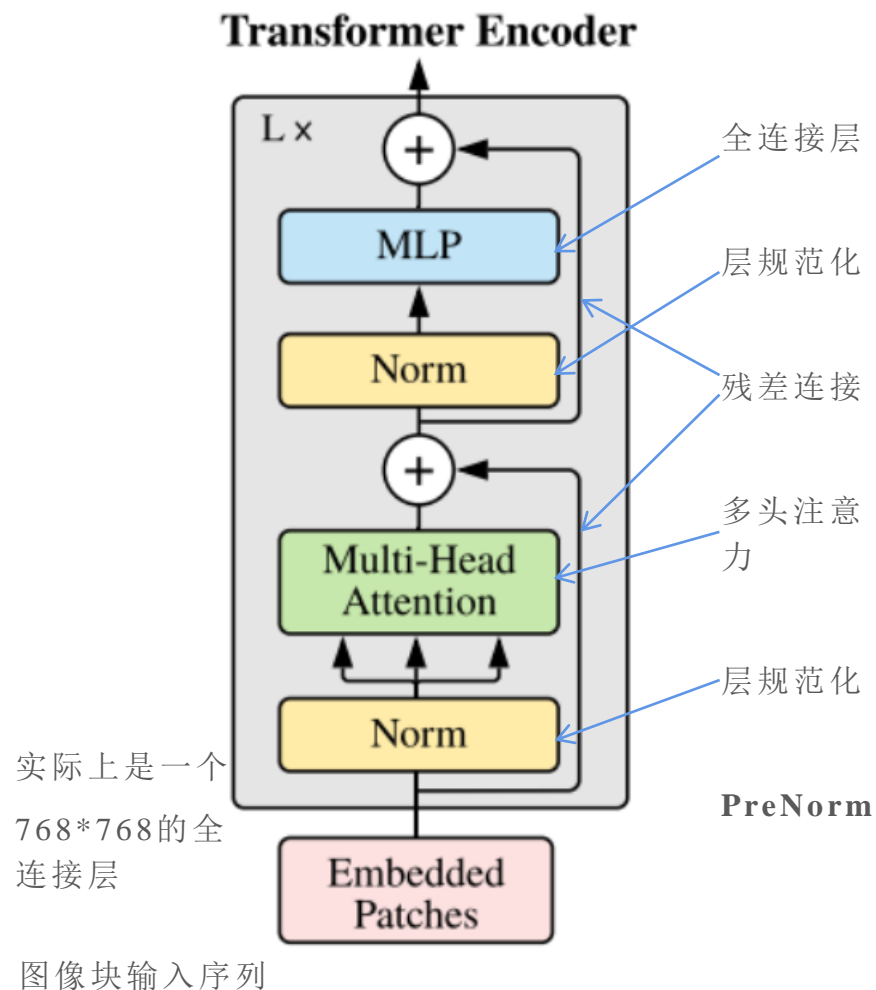 Transformer Encoder
L ×
+
全连接层
MLP
层规范化
Norm
残差连接
+
多头注意
力
Multi-Head
Attention
层规范化
Norm
实际上是一个
768*768的全
连接层
PreNorm
Embedded
Patches
图像块输入序列